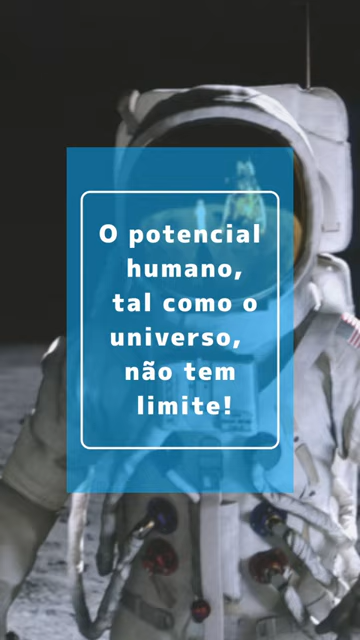 O potencial
humano,
tal como o
universo,
não tem
limite!